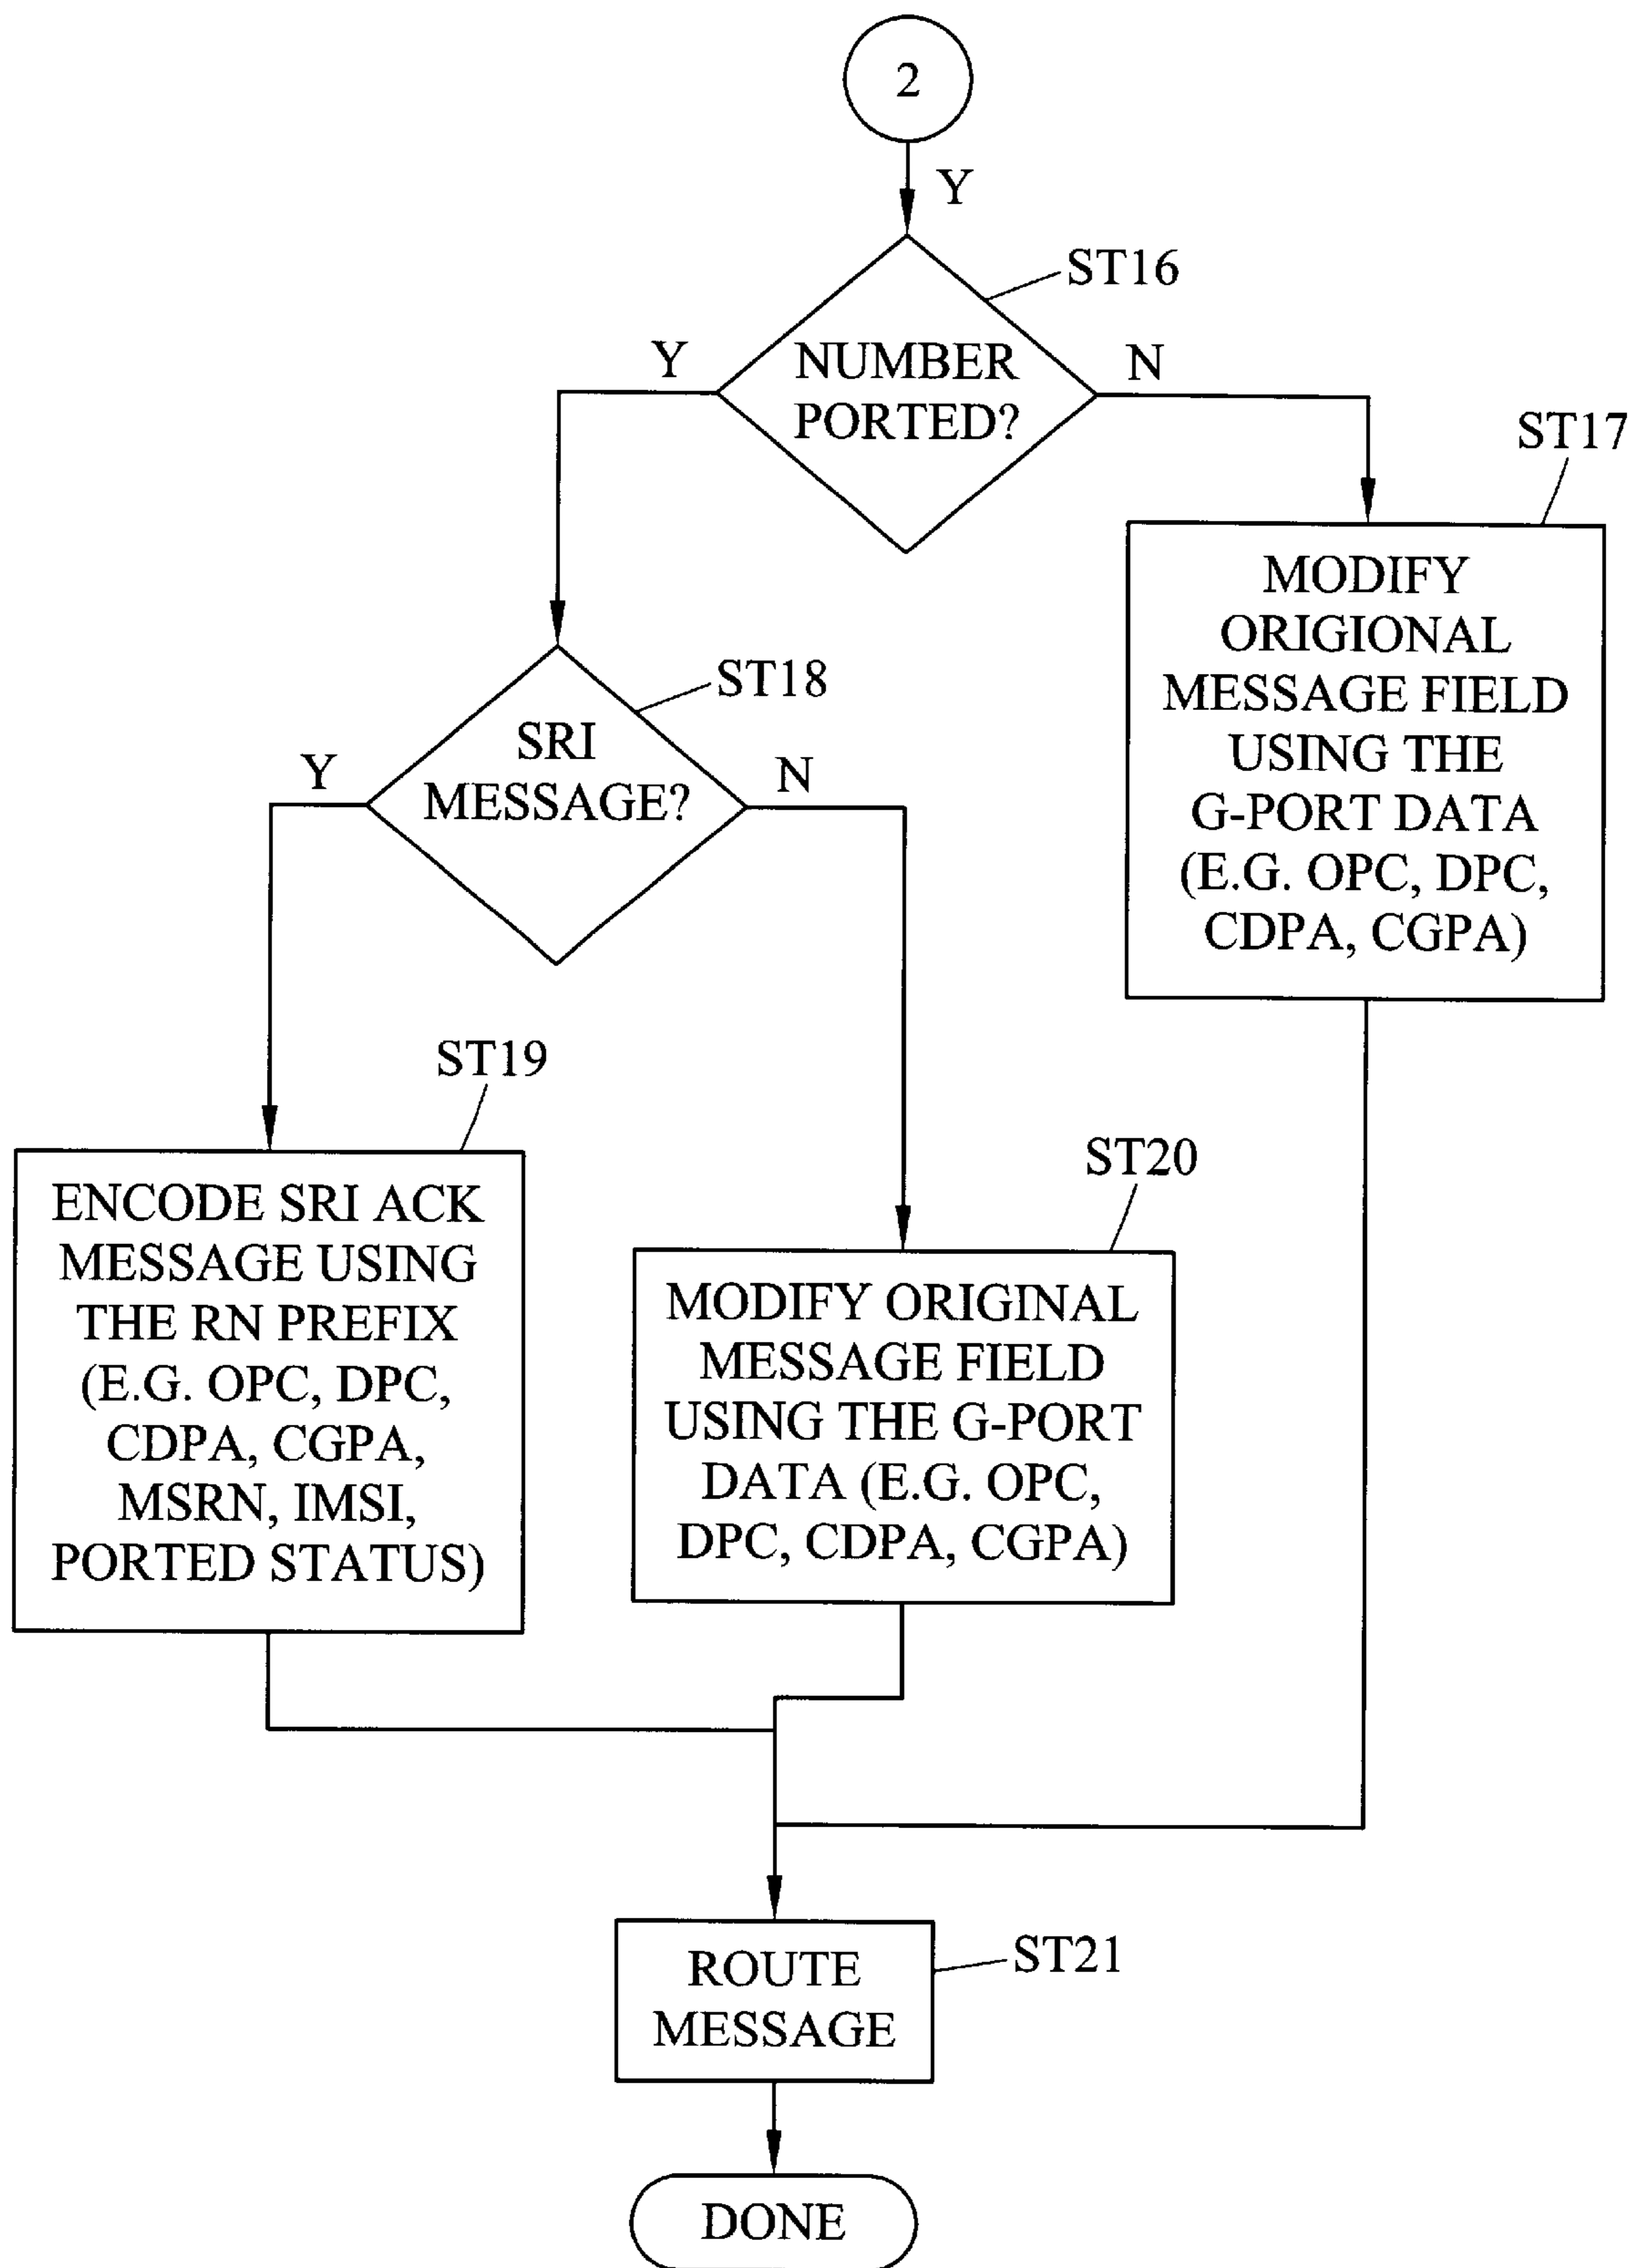 2
Y
ST16
NUMBER
PORTED?
Y
N
ST17
MODIFY
ORIGIONAL
MESSAGE FIELD
USING THE
G-PORT DATA
(E.G. OPC, DPC,
CDPA, CGPA)
ST18
SRI
MESSAGE?
Y
N
ST19
ENCODE SRI ACK
MESSAGE USING
THE RN PREFIX
(E.G. OPC, DPC,
CDPA, CGPA,
MSRN, IMSI,
PORTED STATUS)
ST20
MODIFY ORIGINAL
MESSAGE FIELD
USING THE G-PORT
DATA (E.G. OPC,
DPC, CDPA, CGPA)
ROUTE
MESSAGE
ST21
DONE